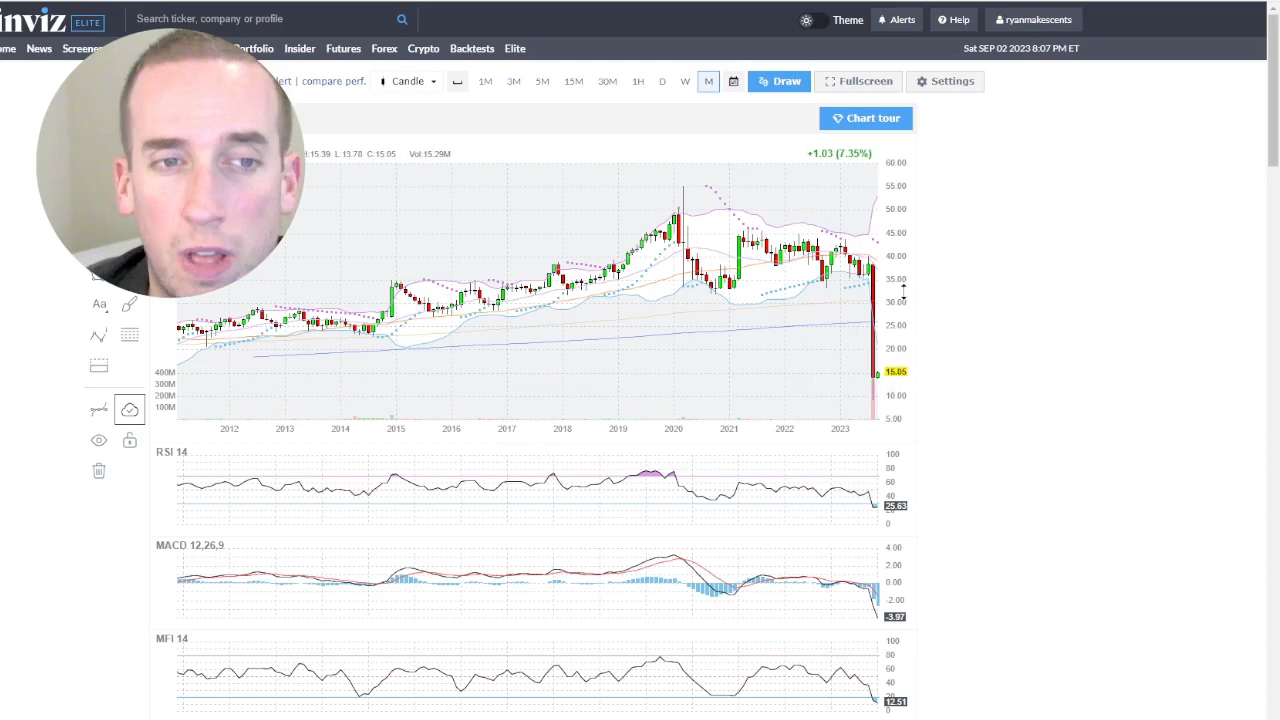 inviz ELITE Search ticker, company or profile Theme Alerts Help ryanmakescents
ome News Screener ortfolio Insider Futures Forex Crypto Backtests Elite Sat SEP 02 2023 8:07 PM ET
lert | compare perf. Candle 1M 3M 5M 15M 30M 1H D W M Draw Fullscreen Settings
Chart tour
H:15.39 L:13.78 C:15.05 Vol:15.29M +1.03 (7.35%)
60.00
55.00
50.00
45.00
40.00
35.00
30.00
25.00
20.00
15.05
10.00
5.00
Aa
400M
300M
200M
100M
2012 2013 2014 2015 2016 2017 2018 2019 2020 2021 2022 2023
RSI 14
100
80
60
40
25.63
0
MACD 12,26,9
4.00
2.00
0.00
-2.00
-3.97
MFI 14
100
80
60
40
12.51
0